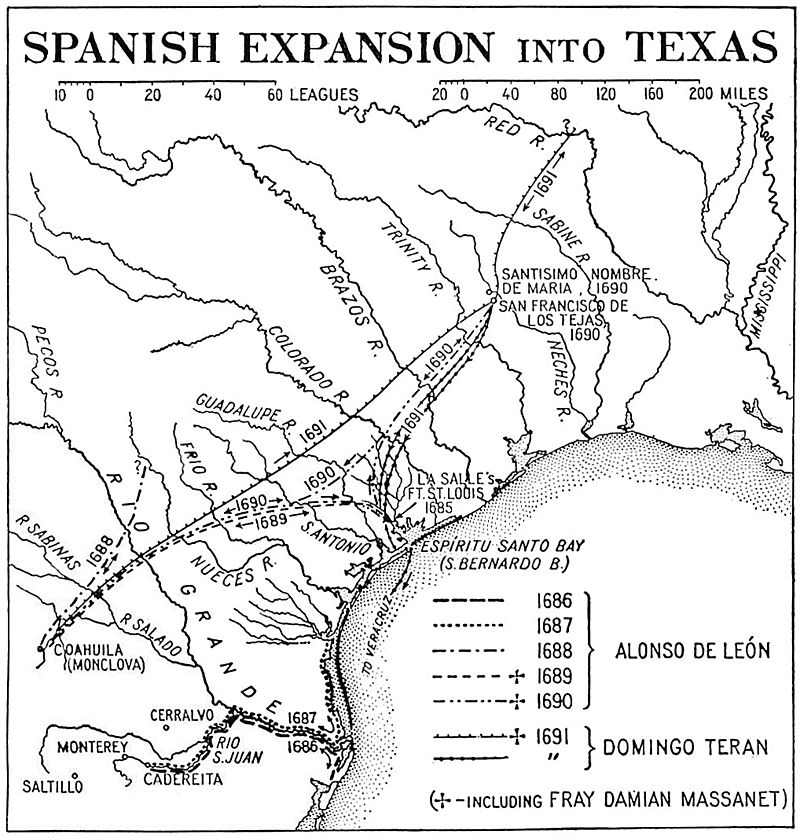 SPANISH EXPANSION INTO TEXAS
10 0 20 40 60 LEAGUES
20 0 40 80 120 160 200 MILES
RED R.
?
1691
SABINE R.
TRINITY R.
BRAZOS R.
MISSISSIPPI
SANTISIMO NOMBRE
DE MARIA, 1690
SAN FRANCISCO DE
LOS TEJAS,
1690
NECHES R.
PECOS R.
COLORADO R.
1690
GUADALUPE R.
1691
1691
FRIO R.
?
1690
LA SALLE'S
FT. ST. LOUIS
1685
1690
1689
S. ANTONIO
RIO GRANDE
R SABINAS
1688
NUECES R.
ESPIRITU SANTO BAY
(S. BERNARDO B.)
TO VERACRUZ
R SALADO
COAHUILA
(MONCLOVA)
1686
1687
1688
ALONSO DE LEÓN
1689
1690
1691
DOMINGO TERAN
"
(✢-INCLUDING FRAY DAMIAN MASSANET)
CERRALVO
1687
1686
MONTEREY
RIO
S. JUAN
CADEREITA
SALTILLO